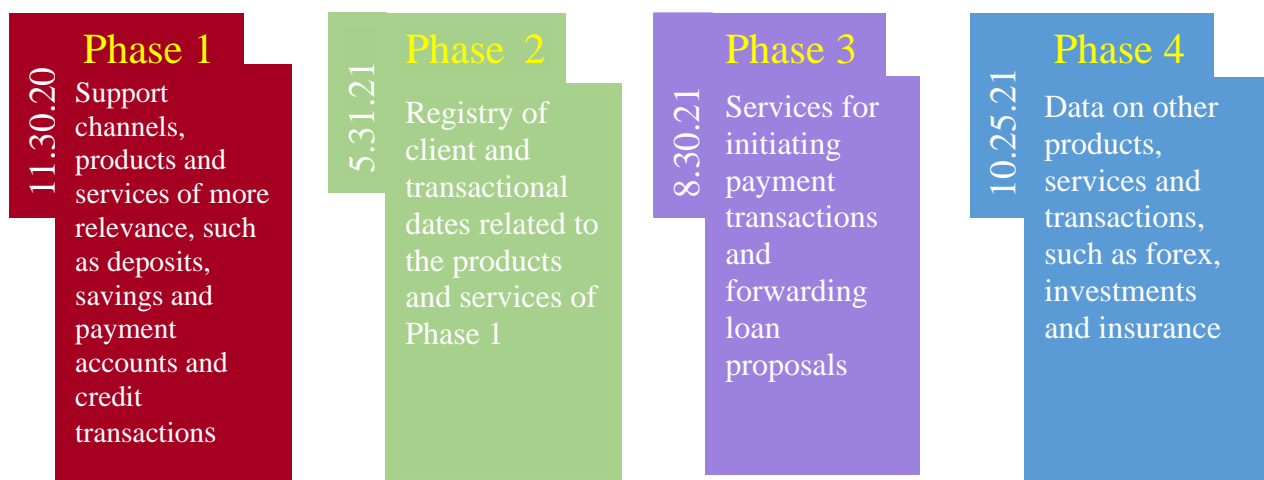 Phase 1
11.30.20
Support
channels,
products and
services of more
relevance, such
as deposits,
savings and
payment
accounts and
credit
transactions
Phase 2
5.31.21
Registry of
client and
transactional
dates related to
the products
and services of
Phase 1
Phase 3
8.30.21
Services for
initiating
payment
transactions
and
forwarding
loan
proposals
Phase 4
10.25.21
Data on other
products,
services and
transactions,
such as forex,
investments
and insurance